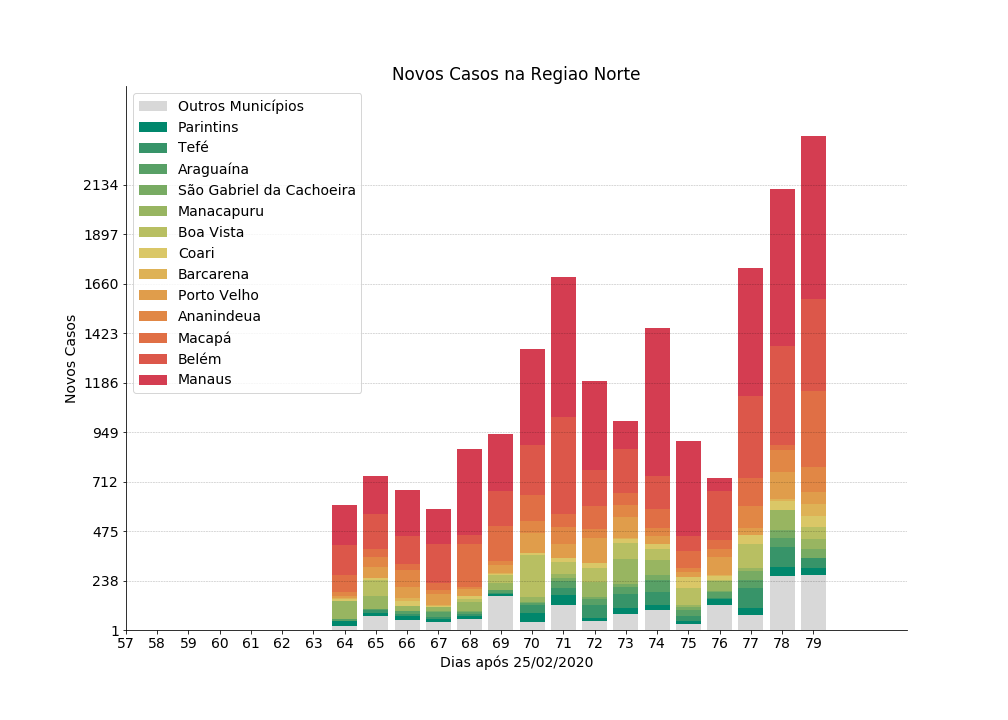 Novos Casos na Regiao Norte
Outros Municípios
Parintins
Tefé
Araguaína
São Gabriel da Cachoeira
Manacapuru
Boa Vista
Coari
Barcarena
Porto Velho
Ananindeua
Macapá
Belém
Manaus
2134
1897
1660
1423
1186
949
712
475
238
1
Novos Casos
57 58 59 60 61 62 63 64 65 66 67 68 69 70 71 72 73 74 75 76 77 78 79
Dias após 25/02/2020